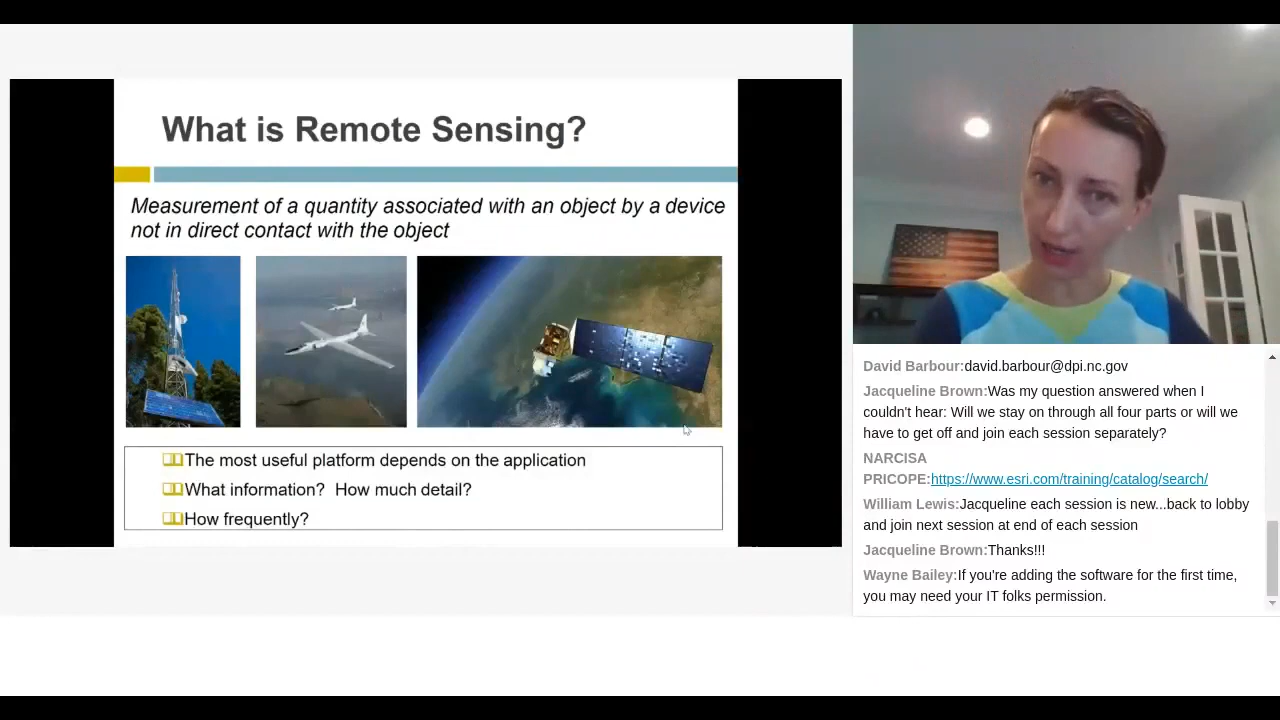 What is Remote Sensing?
Measurement of a quantity associated with an object by a device
not in direct contact with the object
The most useful platform depends on the application
What information? How much detail?
How frequently?
David Barbour:david.barbour@dpi.nc.gov
Jacqueline Brown:Was my question answered when I
couldn't hear: Will we stay on through all four parts or will we
have to get off and join each session separately?
NARCISA
PRICOPE:https://www.esri.com/training/catalog/search/
William Lewis:Jacqueline each session is new...back to lobby
and join next session at end of each session
Jacqueline Brown:Thanks!!!
Wayne Bailey:If you're adding the software for the first time,
you may need your IT folks permission.